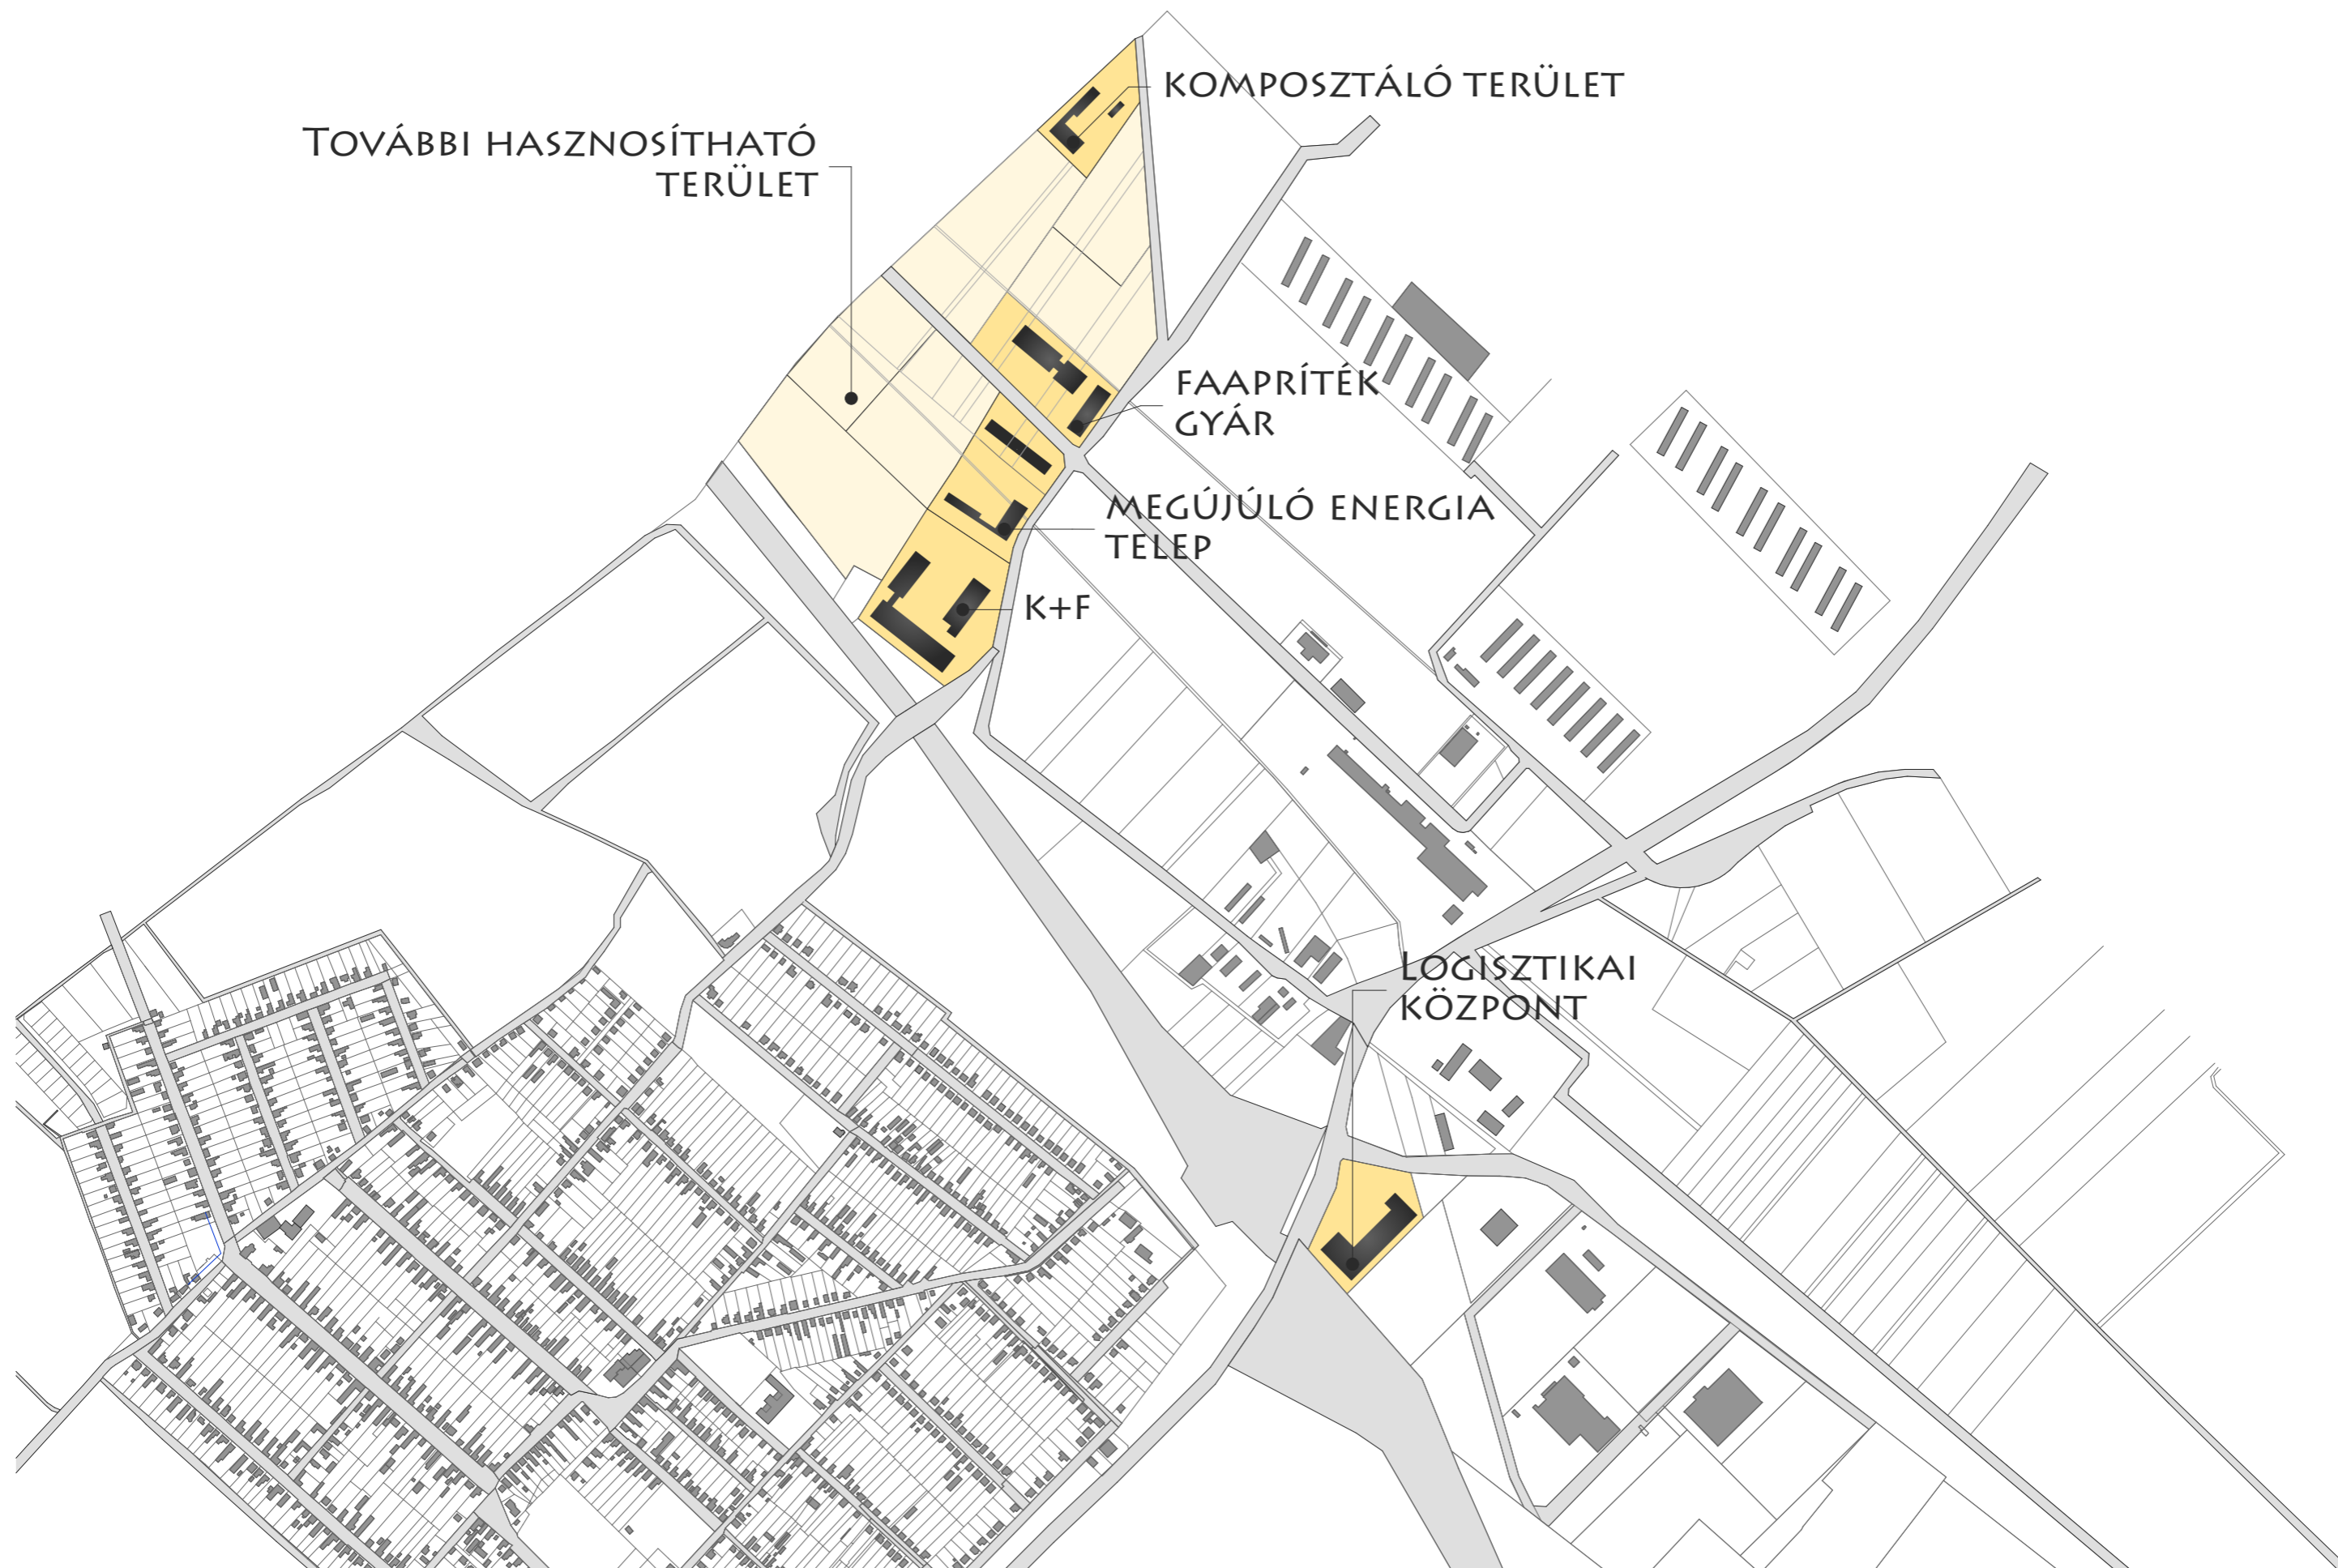 KOMPOSZTÁLÓ TERÜLET
TOVÁBBI HASZNOSÍTHATÓ
TERÜLET
FAAPRÍTÉK
GYÁR
MEGÚJÚLÓ ENERGIA
TELEP
K+F
LOGISZTIKAI
KÖZPONT